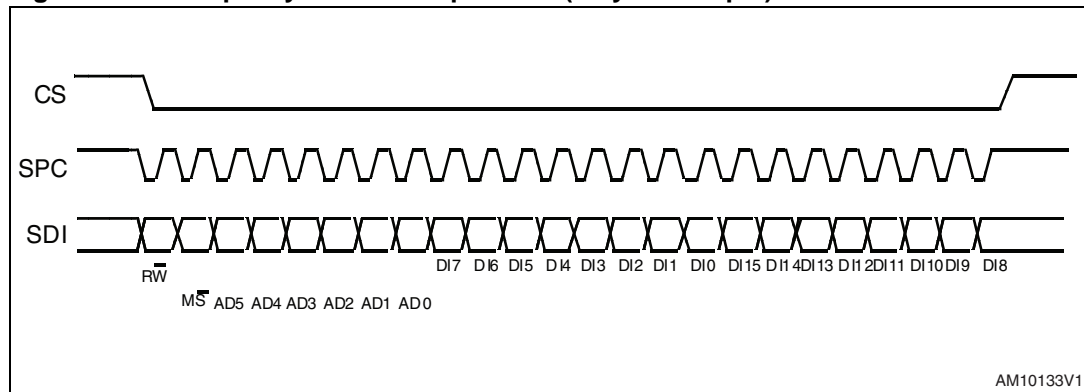 CS
SPC
SDI
DI7 DI6 DI5 DI4 DI3 DI2 DI1 DI0 DI15 DI14 DI13 DI12 DI11 DI10 DI9 DI8
RW
MS AD5 AD4 AD3 AD2 AD1 AD0
AM10133V1